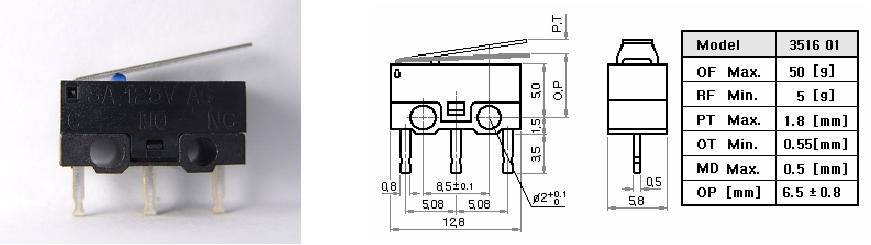 3A 125V AC
C NO NC
P.T
O.P
5,0
1,5
3,5
0,8
6,5±0.1
5,08
5,08
12,8
Ø2 +0.1 0
0,5
5,8
Model 3516 01
OF Max. 50 [g]
RF Min. 5 [g]
PT Max. 1.8 [mm]
OT Min. 0.55[mm]
MD Max. 0.5 [mm]
OP [mm] 6.5 ± 0.8